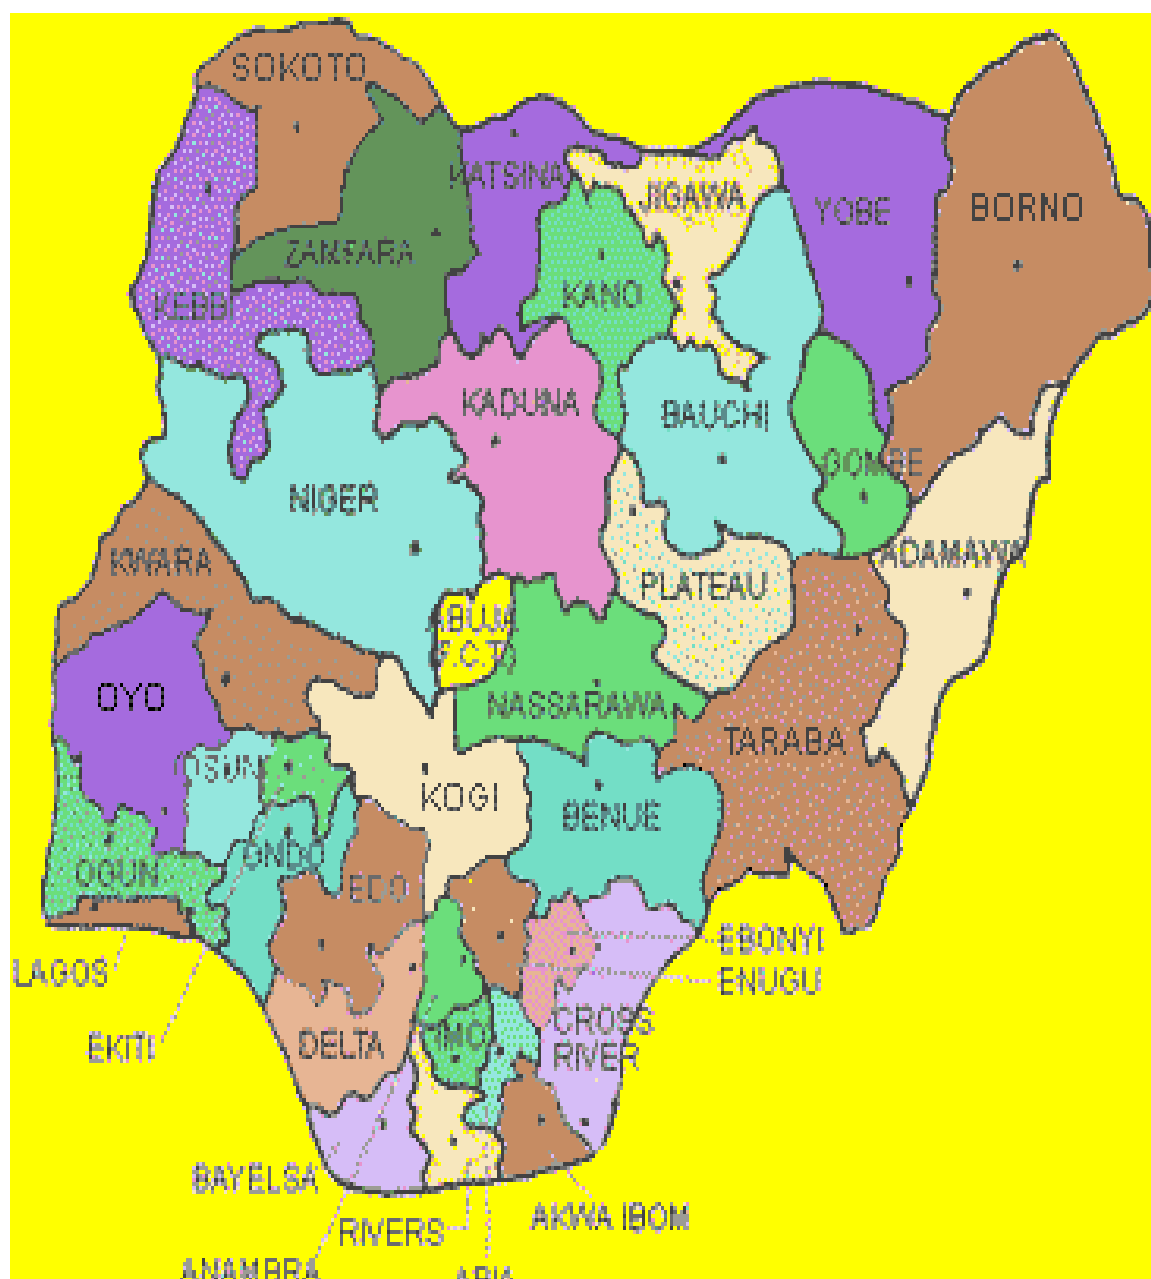 SOKOTO
KATSINA
JIGAWA
YOBE
BORNO
ZAMFARA
KEBBI
KANO
KADUNA
BAUCHI
GOMBE
NIGER
KWARA
ADAMAWA
PLATEAU
ABUJA
F.C.T)
OYO
NASSARAWA
TARABA
OSUN
KOGI
BENUE
ONDO
OGUN
EDO
EBONYI
LAGOS
ENUGU
CROSS
RIVER
EKITI
DELTA
IMO
BAYELSA
AKWA IBOM
RIVERS
ANAMBRA
ABIA